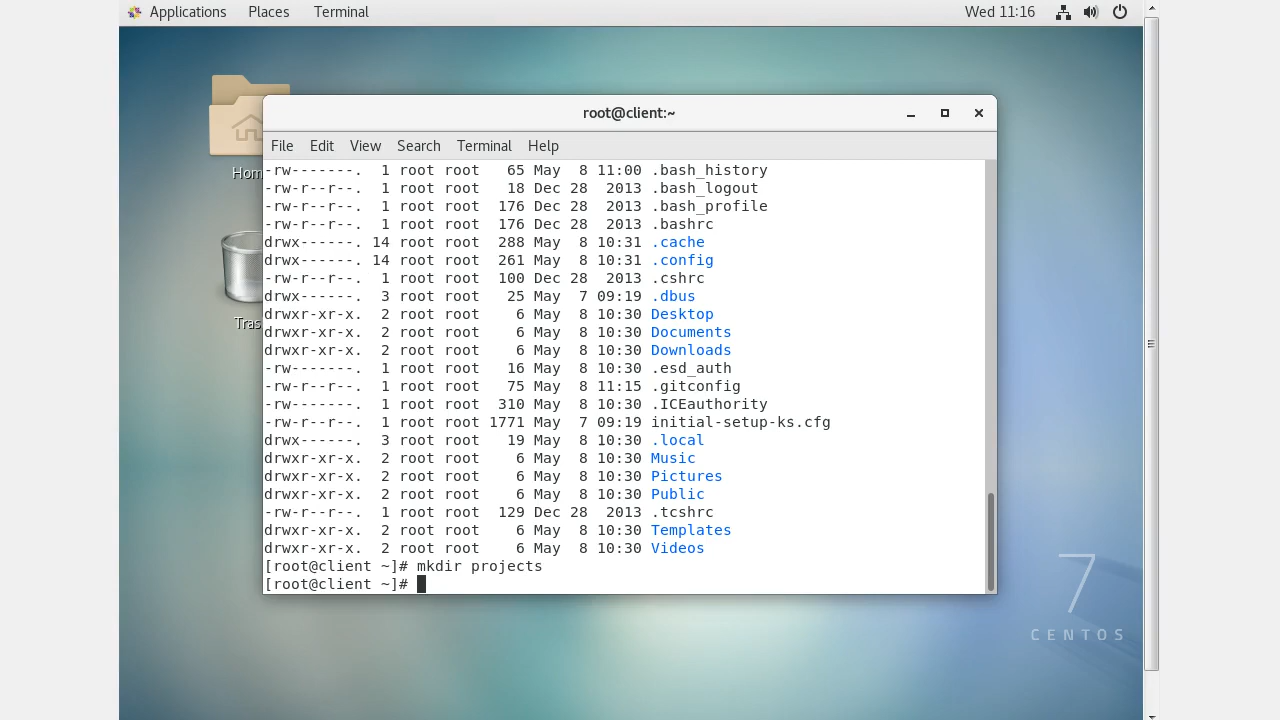 Applications Places Terminal Wed 11:16
root@client:~
File Edit View Search Terminal Help
-rw-------.  1 root root   65 May  8 11:00 .bash_history
-rw-r--r--.  1 root root   18 Dec 28  2013 .bash_logout
-rw-r--r--.  1 root root  176 Dec 28  2013 .bash_profile
-rw-r--r--.  1 root root  176 Dec 28  2013 .bashrc
drwx------. 14 root root  288 May  8 10:31 .cache
drwx------. 14 root root  261 May  8 10:31 .config
-rw-r--r--.  1 root root  100 Dec 28  2013 .cshrc
drwx------.  3 root root   25 May  7 09:19 .dbus
drwxr-xr-x.  2 root root    6 May  8 10:30 Desktop
drwxr-xr-x.  2 root root    6 May  8 10:30 Documents
drwxr-xr-x.  2 root root    6 May  8 10:30 Downloads
-rw-------.  1 root root   16 May  8 10:30 .esd_auth
-rw-r--r--.  1 root root   75 May  8 11:15 .gitconfig
-rw-------.  1 root root  310 May  8 10:30 .ICEauthority
-rw-r--r--.  1 root root 1771 May  7 09:19 initial-setup-ks.cfg
drwx------.  3 root root   19 May  8 10:30 .local
drwxr-xr-x.  2 root root    6 May  8 10:30 Music
drwxr-xr-x.  2 root root    6 May  8 10:30 Pictures
drwxr-xr-x.  2 root root    6 May  8 10:30 Public
-rw-r--r--.  1 root root  129 Dec 28  2013 .tcshrc
drwxr-xr-x.  2 root root    6 May  8 10:30 Templates
drwxr-xr-x.  2 root root    6 May  8 10:30 Videos
[root@client ~]# mkdir projects
[root@client ~]#
Hom
Tras
7
CENTOS